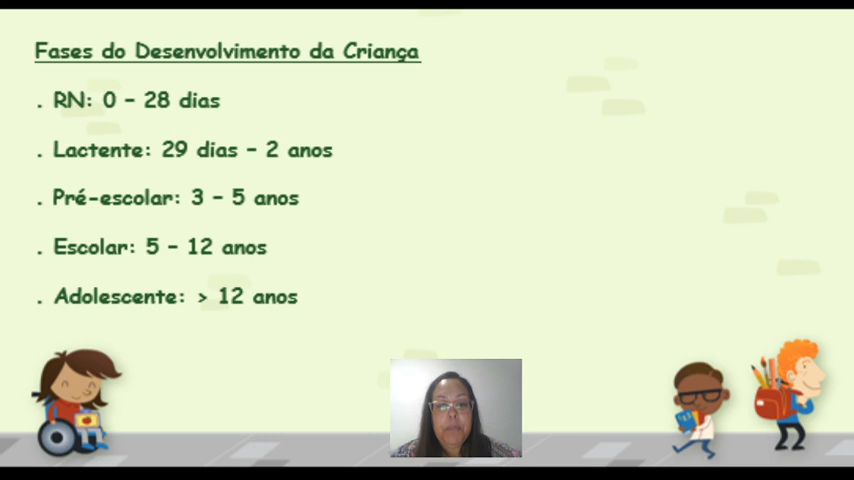 Fases do Desenvolvimento da Criança
. RN: 0 – 28 dias
. Lactente: 29 dias – 2 anos
. Pré-escolar: 3 – 5 anos
. Escolar: 5 – 12 anos
. Adolescente: > 12 anos